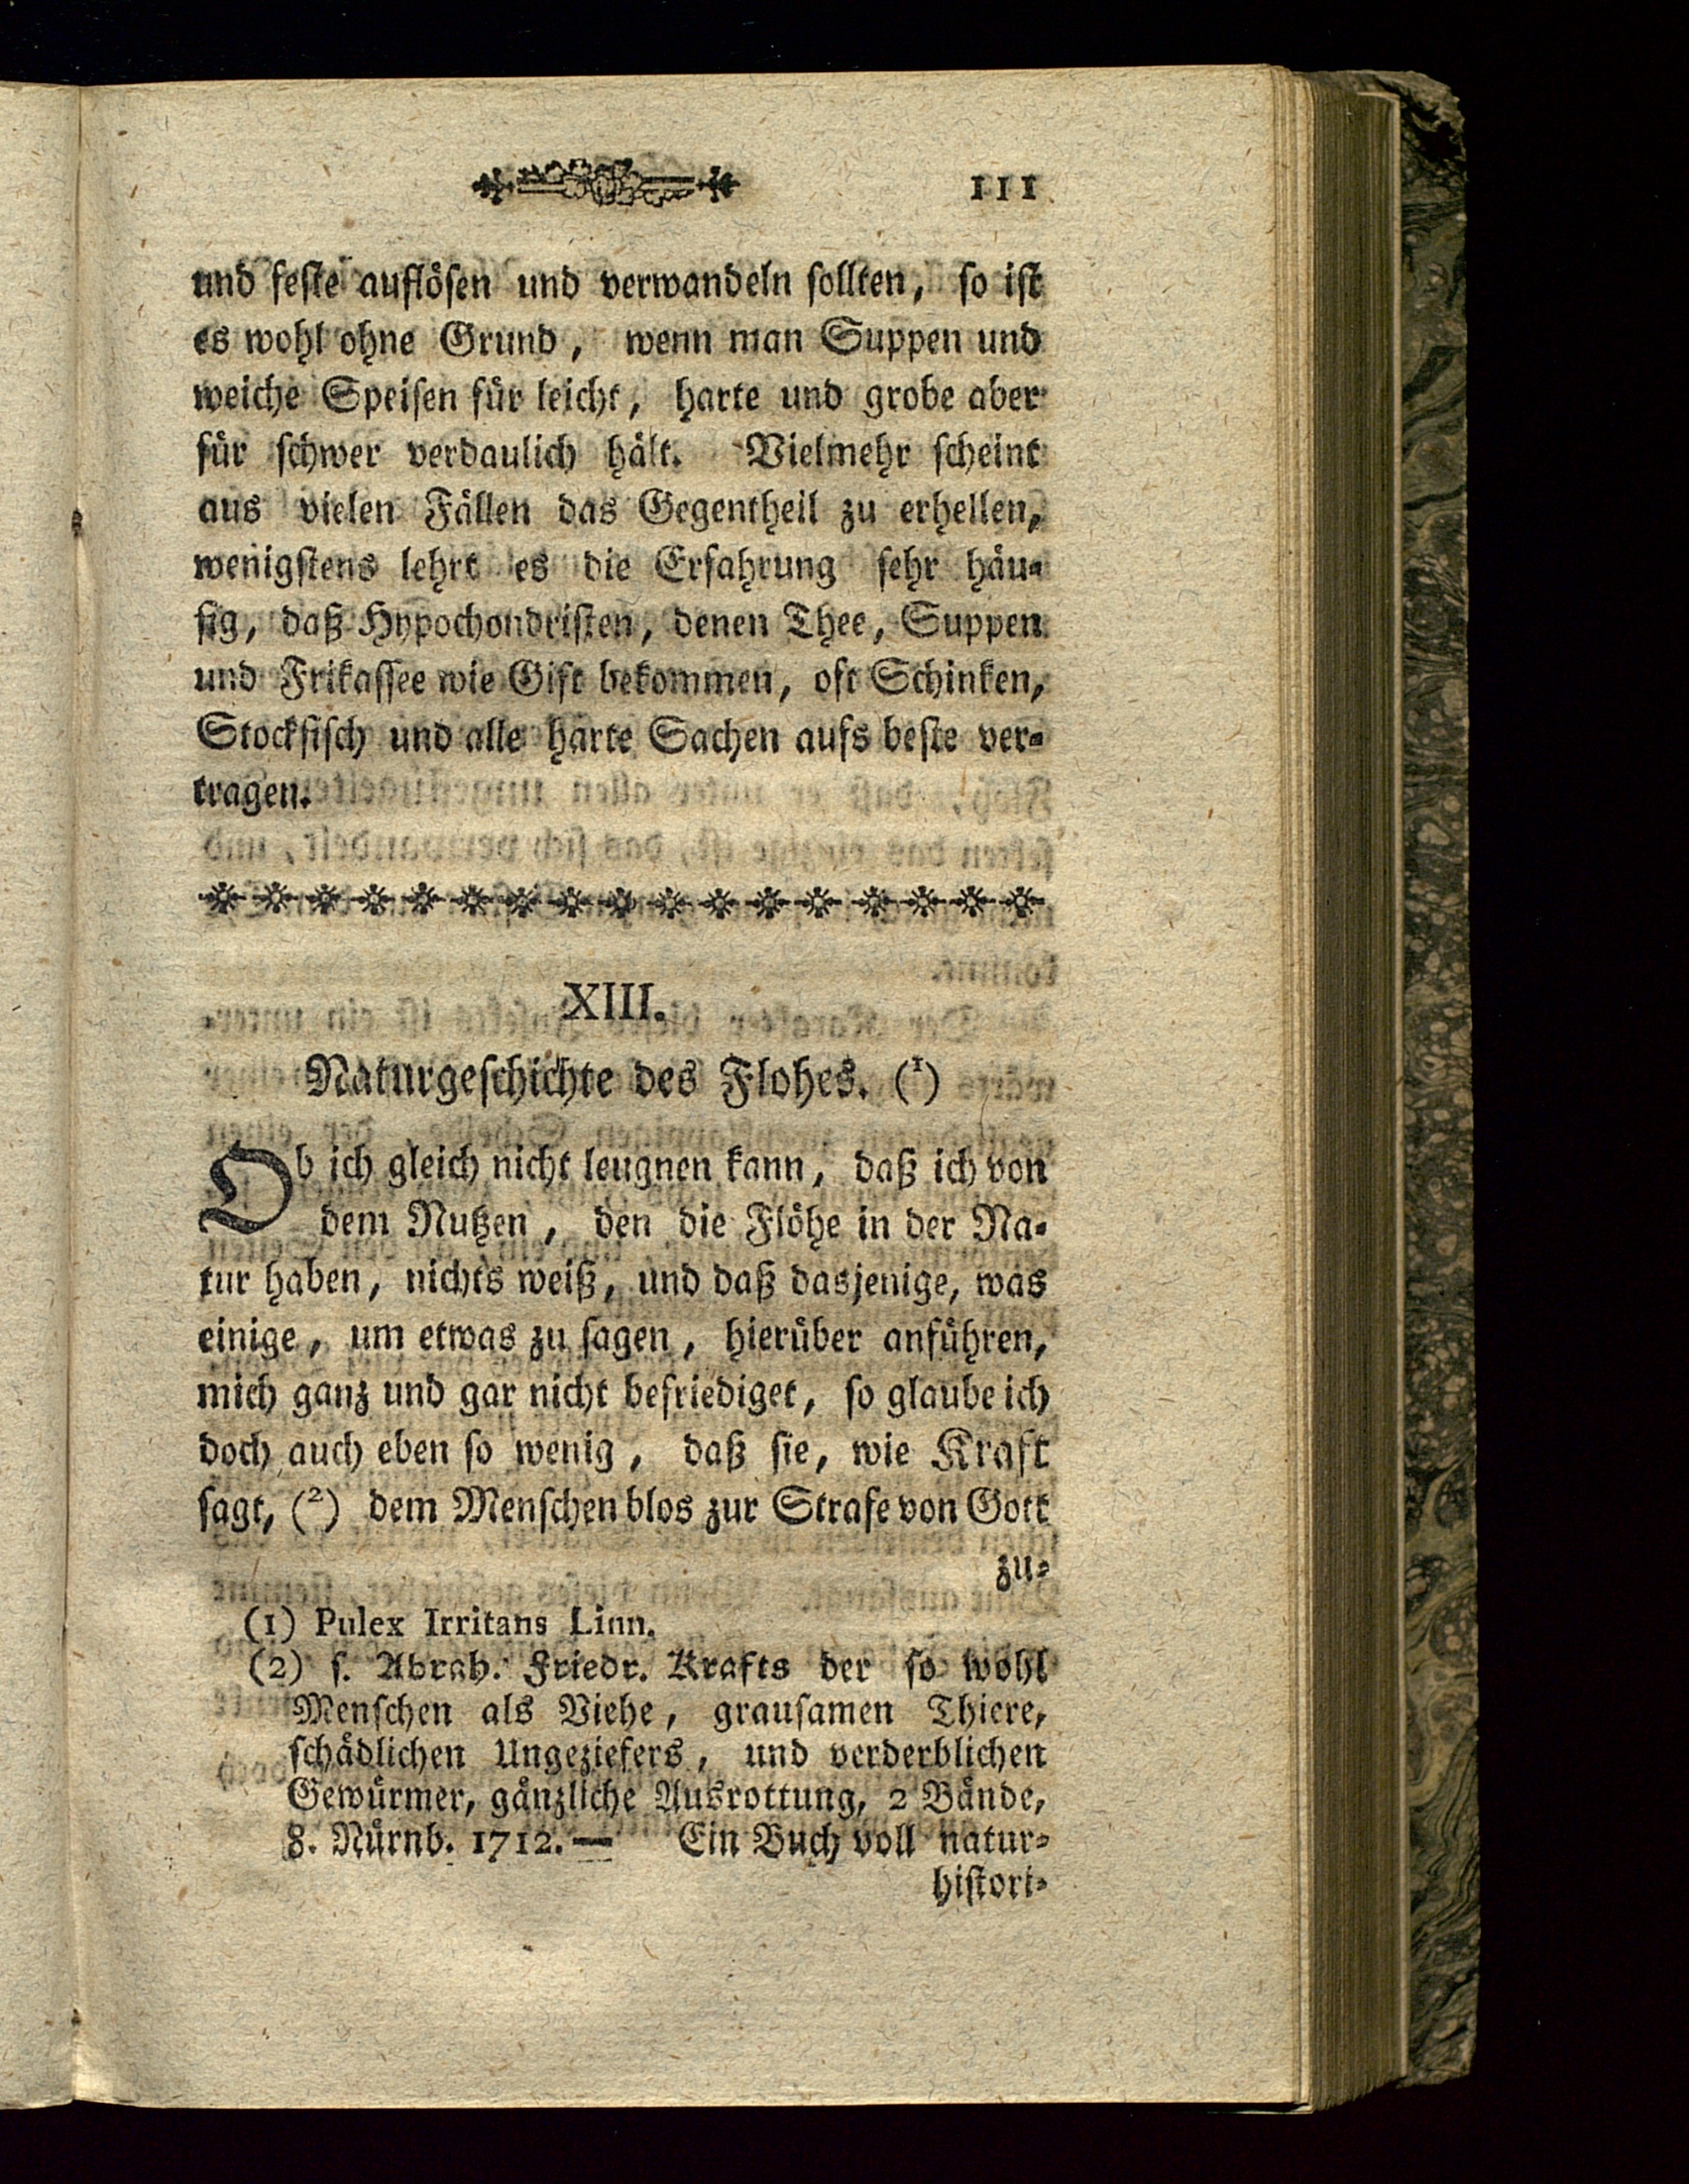 111
und feste auflösen und verwandeln sollten, so ist
es wohl ohne Grund, wenn man Suppen und
weiche Speisen für leicht, harte und grobe aber
für schwer verdaulich hält. Vielmehr scheint
aus vielen Fällen das Gegentheil zu erhellen,
wenigstens lehrt es die Erfahrung sehr häu-
fig, daß Hypochondristen, denen Thee, Suppen
und Frikassee wie Gift bekommen, oft Schinken,
Stockfisch und alle harte Sachen aufs beste ver-
tragen.
XIII.
Naturgeschichte des Flohes. (1)
Ob ich gleich nicht leugnen kann, daß ich von
dem Nutzen, den die Flöhe in der Na-
tur haben, nichts weiß, und daß dasjenige, was
einige, um etwas zu sagen, hierüber anführen,
mich ganz und gar nicht befriediget, so glaube ich
doch auch eben so wenig, daß sie, wie Kraft
sagt, (2) dem Menschen blos zur Strafe von Gott
zu-
(1) Pulex Irritans Linn.
(2) s. Abrah. Friedr. Krafts der so wohl
Menschen als Viehe, grausamen Thiere,
schädlichen Ungeziefers, und verderblichen
Gewürmer, gänzliche Ausrottung, 2 Bände,
8. Nürnb. 1712. — Ein Buch voll natur-
histori-